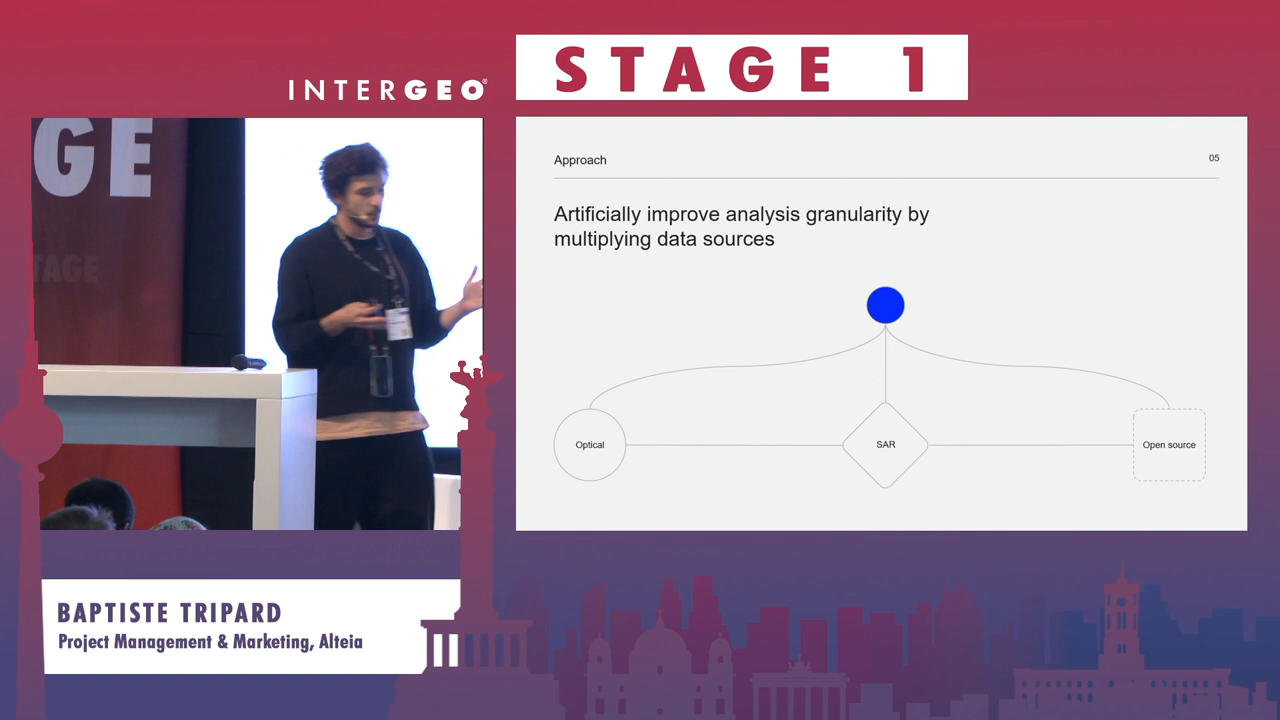 INTERGEO®
STAGE 1
GE
TAGE
Approach
05
Artificially improve analysis granularity by
multiplying data sources
Optical
SAR
Open source
BAPTISTE TRIPARD
Project Management & Marketing, Alteia